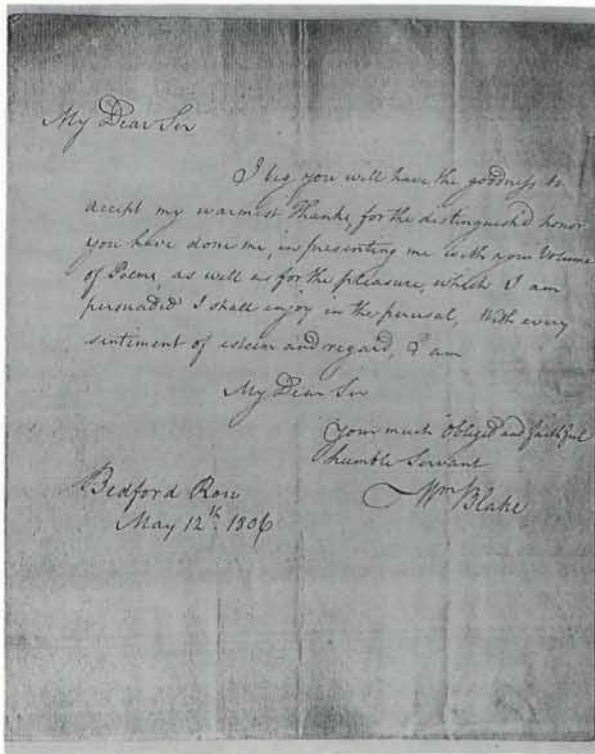 My Dear Sir
I beg you will have the goodness to
accept my warmest Thanks, for the distinguish'd honor
you have done me, in presenting me with your Volume
of Poems, as well as for the pleasure, which I am
persuaded I shall enjoy in the perusal, With every
sentiment of esteem and regard, I am
My Dear Sir
Your much Obliged and faithful
humble Servant
Wm Blake
Bedford Row
May 12th. 1806